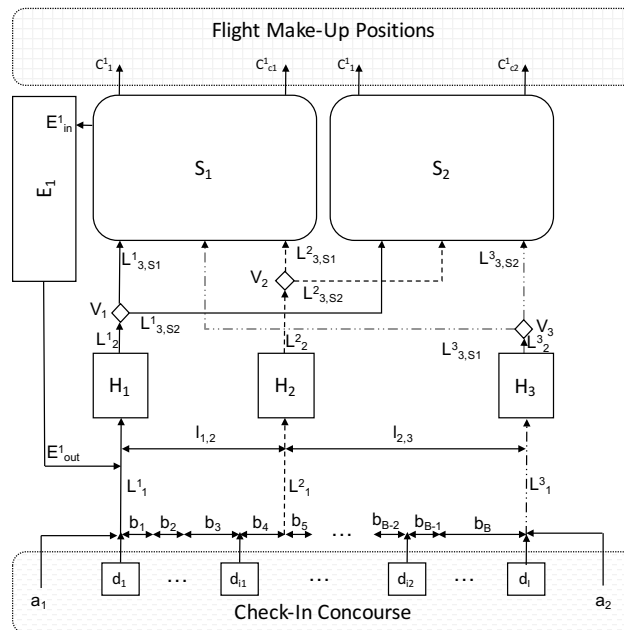 Flight Make-Up Positions
C¹₁ C¹c1 C¹₁ C¹c2
E¹in
E₁
S₁ S₂
L¹3,S1 L²3,S1 L³3,S2
V₂
L²3,S2
V₁ V₃
L¹3,S2
L¹₂ L²₂ L³3,S1 L³₂
H₁ H₂ H₃
I1,2 I2,3
E¹out
L¹₁ L²₁ L³₁
b₁ b₂ b₃ b₄ b₅ ... bB-2 bB-1 bB
d₁ ... di1 ... di2 ... dI
a₁ a₂
Check-In Concourse